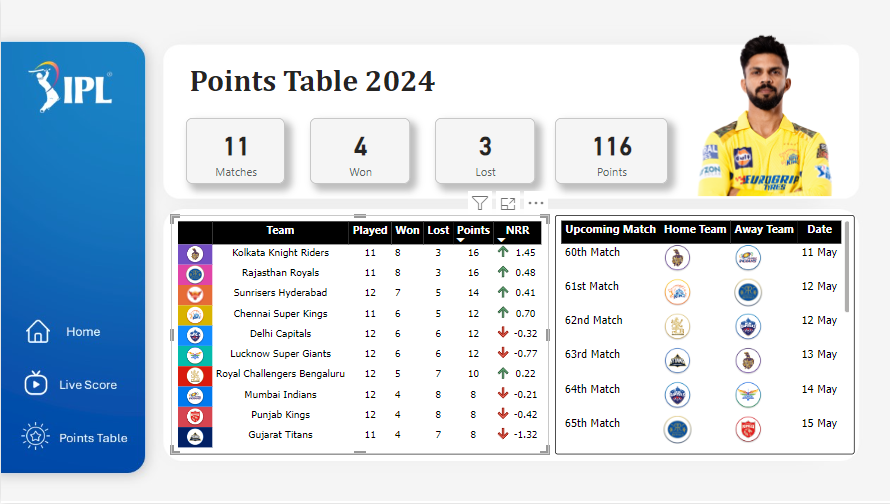 IPL
Points Table 2024
11 4 3 116
Matches Won Lost Points
Team Played Won Lost Points NRR
Kolkata Knight Riders 11 8 3 16 1.45
Rajasthan Royals 11 8 3 16 0.48
Sunrisers Hyderabad 12 7 5 14 0.41
Chennai Super Kings 11 6 5 12 0.70
Delhi Capitals 12 6 6 12 -0.32
Lucknow Super Giants 12 6 6 12 -0.77
Royal Challengers Bengaluru 12 5 7 10 0.22
Mumbai Indians 12 4 8 8 -0.21
Punjab Kings 12 4 8 8 -0.42
Gujarat Titans 11 4 7 8 -1.32
Upcoming Match Home Team Away Team Date
60th Match 11 May
61st Match 12 May
62nd Match 12 May
63rd Match 13 May
64th Match 14 May
65th Match 15 May
Home
Live Score
Points Table
Gulf
EUROGRIP
TIRES